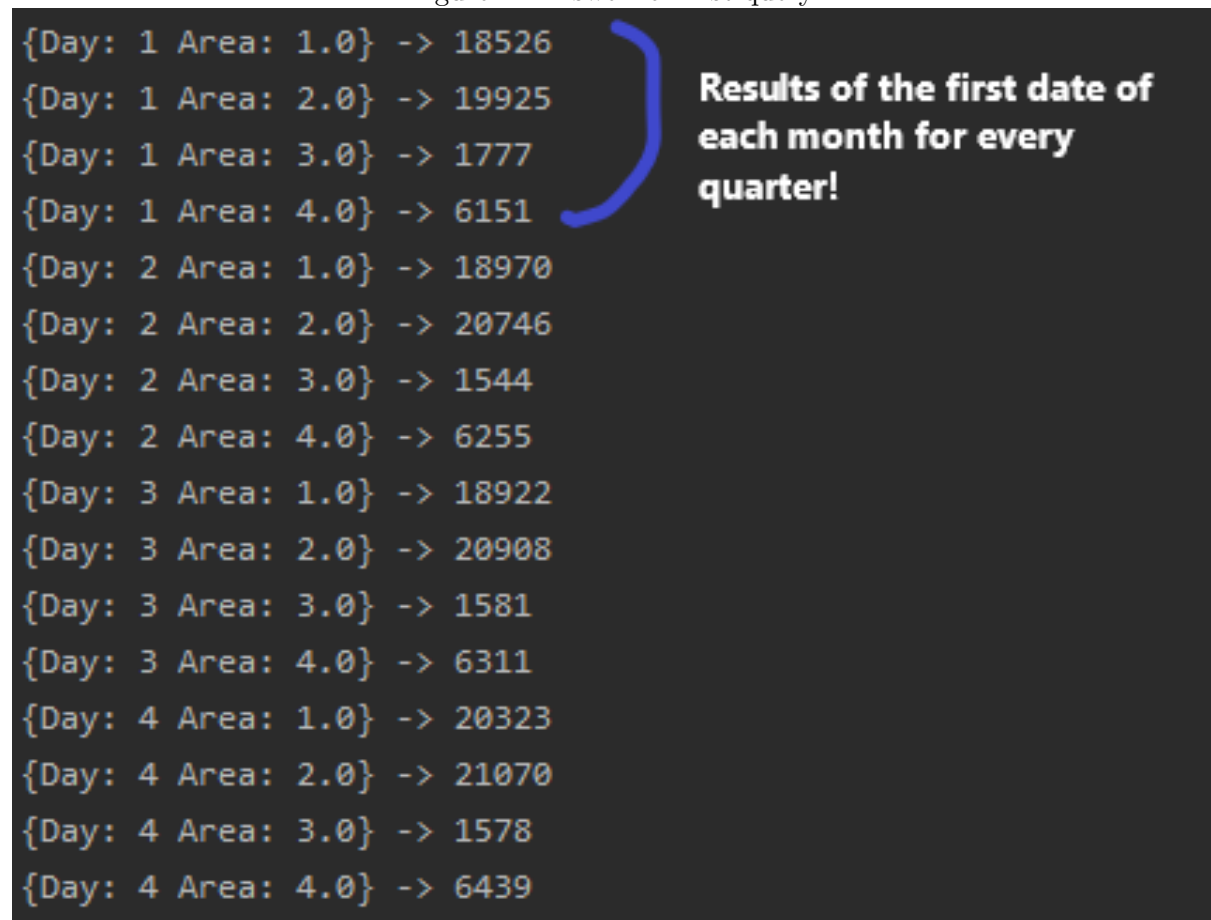 {Day: 1 Area: 1.0} -> 18526
{Day: 1 Area: 2.0} -> 19925
{Day: 1 Area: 3.0} -> 1777
{Day: 1 Area: 4.0} -> 6151
Results of the first date of
each month for every
quarter!
{Day: 2 Area: 1.0} -> 18970
{Day: 2 Area: 2.0} -> 20746
{Day: 2 Area: 3.0} -> 1544
{Day: 2 Area: 4.0} -> 6255
{Day: 3 Area: 1.0} -> 18922
{Day: 3 Area: 2.0} -> 20908
{Day: 3 Area: 3.0} -> 1581
{Day: 3 Area: 4.0} -> 6311
{Day: 4 Area: 1.0} -> 20323
{Day: 4 Area: 2.0} -> 21070
{Day: 4 Area: 3.0} -> 1578
{Day: 4 Area: 4.0} -> 6439